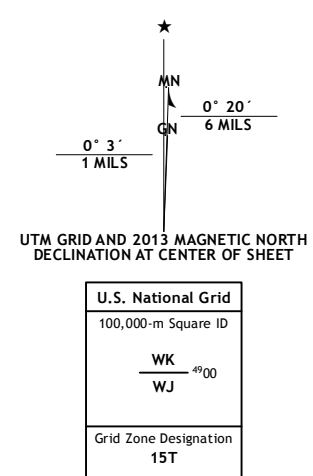 ★
MN
0° 20´
6 MILS
GN
0° 3´
1 MILS
UTM GRID AND 2013 MAGNETIC NORTH
DECLINATION AT CENTER OF SHEET
U.S. National Grid
100,000-m Square ID
WK
⁴⁹00
WJ
Grid Zone Designation
15T